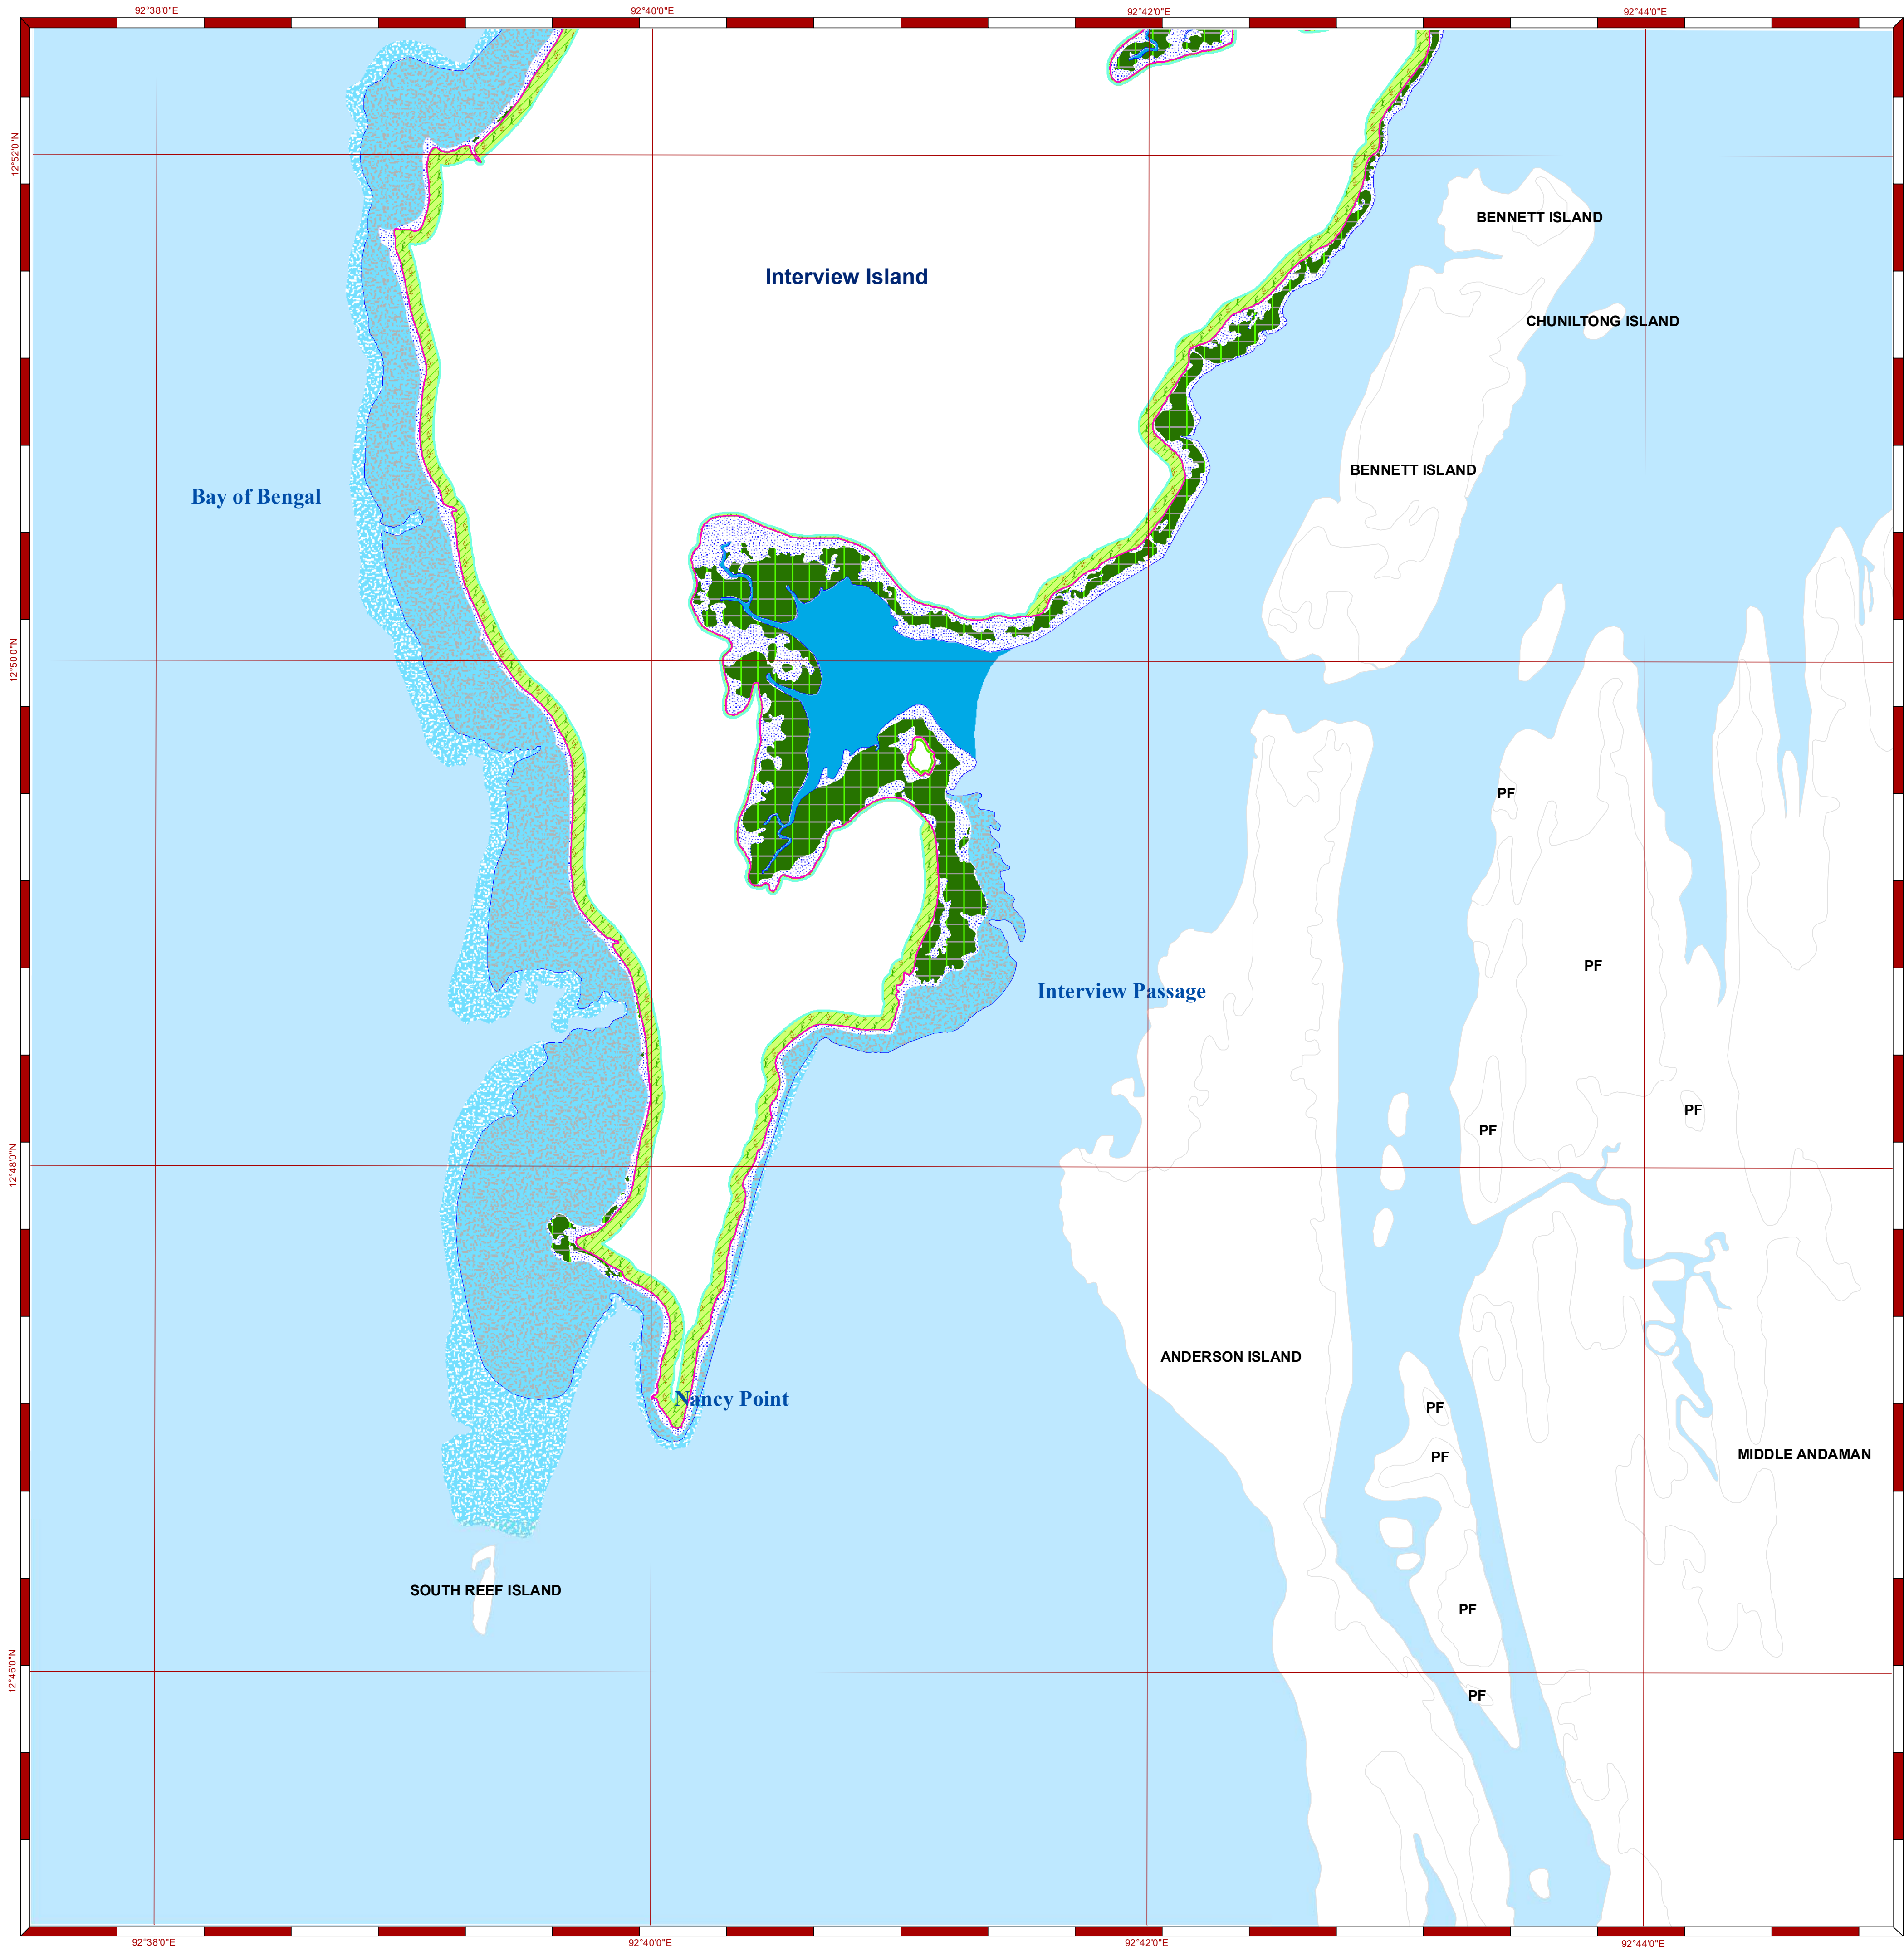 92°38'0"E
92°40'0"E
92°42'0"E
92°44'0"E
12°52'0"N
BENNETT ISLAND
Interview Island
CHUNILTONG ISLAND
BENNETT ISLAND
Bay of Bengal
12°50'0"N
PF
PF
Interview Passage
PF
PF
12°48'0"N
ANDERSON ISLAND
Nancy Point
PF
PF
MIDDLE ANDAMAN
SOUTH REEF ISLAND
PF
12°46'0"N
PF
92°38'0"E
92°40'0"E
92°42'0"E
92°44'0"E